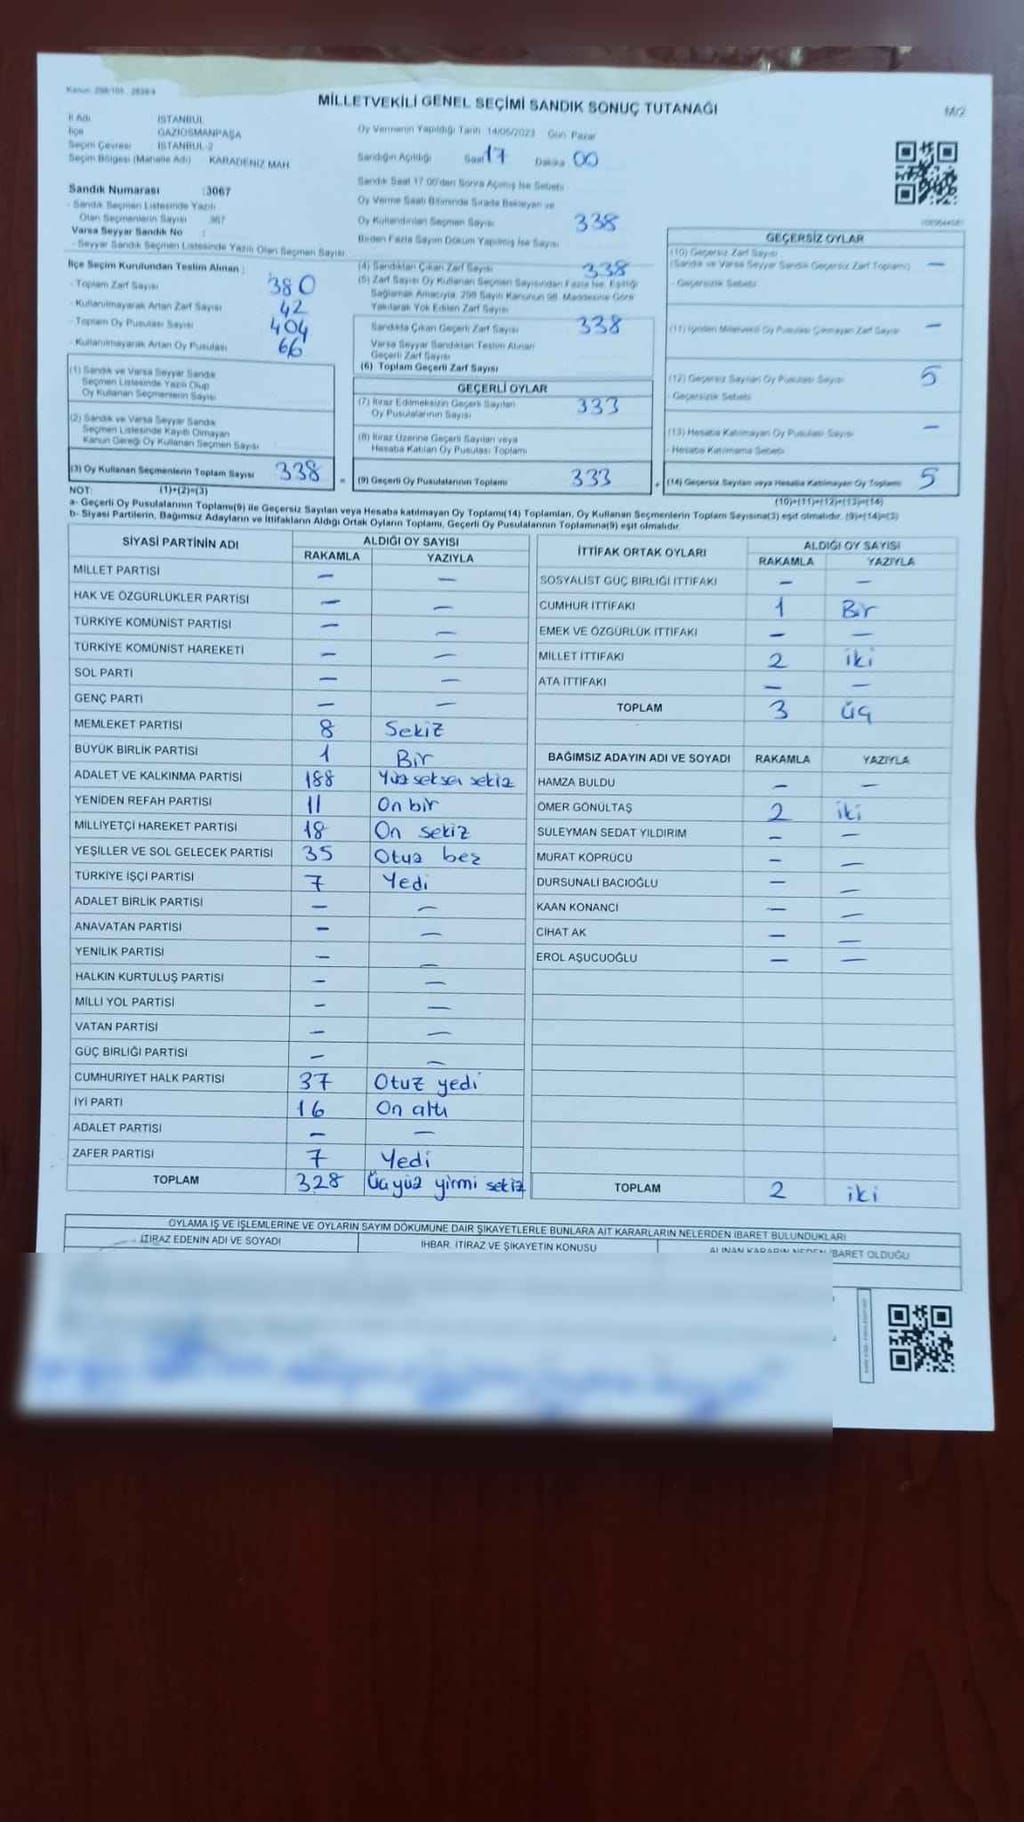 Kanun: 298/105 2839/4
MİLLETVEKİLİ GENEL SEÇİMİ SANDIK SONUÇ TUTANAĞI
M/2
İl Adı İSTANBUL
İlçe GAZİOSMANPAŞA
Seçim Çevresi İSTANBUL-2
Seçim Bölgesi (Mahalle Adı) KARADENİZ MAH.
Oy Vermenin Yapıldığı Tarih 14/05/2023 Gün Pazar
Sandığın Açıldığı Saat 17 Dakika 00
Sandık Saat 17:00'den Sonra Açılmış İse Sebebi
Oy Verme Saati Bitiminde Sırada Bekleyen ve
Oy Kullandırılan Seçmen Sayısı 338
Birden Fazla Sayım Döküm Yapılmış İse Sayısı
Sandık Numarası :3067
- Sandık Seçmen Listesinde Yazılı
Olan Seçmenlerin Sayısı 367
Varsa Seyyar Sandık No :
- Seyyar Sandık Seçmen Listesinde Yazılı Olan Seçmen Sayısı:
İlçe Seçim Kurulundan Teslim Alınan :
- Toplam Zarf Sayısı 380
- Kullanılmayarak Artan Zarf Sayısı 42
- Toplam Oy Pusulası Sayısı 404
- Kullanılmayarak Artan Oy Pusulası 66
(4) Sandıktan Çıkan Zarf Sayısı 338
(5) Zarf Sayısı Oy Kullanan Seçmen Sayısından Fazla İse, Eşitliği
Sağlamak Amacıyla, 298 Sayılı Kanunun 98. Maddesine Göre
Yakılarak Yok Edilen Zarf Sayısı
Sandıkta Çıkan Geçerli Zarf Sayısı 338
Varsa Seyyar Sandıktan Teslim Alınan
Geçerli Zarf Sayısı
(6) Toplam Geçerli Zarf Sayısı
GEÇERSİZ OYLAR
(10) Geçersiz Zarf Sayısı
(Sandık ve Varsa Seyyar Sandık Geçersiz Zarf Toplamı) —
- Geçersizlik Sebebi
(11) İçinden Milletvekili Oy Pusulası Çıkmayan Zarf Sayısı —
(12) Geçersiz Sayılan Oy Pusulası Sayısı 5
- Geçersizlik Sebebi
(13) Hesaba Katılmayan Oy Pusulası Sayısı —
- Hesaba Katılmama Sebebi
(1) Sandık ve Varsa Seyyar Sandık
Seçmen Listesinde Yazılı Olup
Oy Kullanan Seçmenlerin Sayısı
(2) Sandık ve Varsa Seyyar Sandık
Seçmen Listesinde Kayıtlı Olmayan
Kanun Gereği Oy Kullanan Seçmen Sayısı
GEÇERLİ OYLAR
(7) İtiraz Edilmeksizin Geçerli Sayılan
Oy Pusulalarının Sayısı 333
(8) İtiraz Üzerine Geçerli Sayılan veya
Hesaba Katılan Oy Pusulası Toplamı
(3) Oy Kullanan Seçmenlerin Toplam Sayısı 338 = (9) Geçerli Oy Pusulalarının Toplamı 333 + (14) Geçersiz Sayılan veya Hesaba Katılmayan Oy Toplamı 5
NOT: (1)+(2)=(3)
(10)+(11)+(12)+(13)=(14)
a- Geçerli Oy Pusulalarının Toplamı(9) ile Geçersiz Sayılan veya Hesaba katılmayan Oy Toplamı(14) Toplamları, Oy Kullanan Seçmenlerin Toplam Sayısına(3) eşit olmalıdır. (9)+(14)=(3)
b- Siyasi Partilerin, Bağımsız Adayların ve İttifakların Aldığı Ortak Oyların Toplamı, Geçerli Oy Pusulalarının Toplamına(9) eşit olmalıdır.
SİYASİ PARTİNİN ADI ALDIĞI OY SAYISI
RAKAMLA YAZIYLA
MİLLET PARTİSİ — —
HAK VE ÖZGÜRLÜKLER PARTİSİ — —
TÜRKİYE KOMÜNİST PARTİSİ — —
TÜRKİYE KOMÜNİST HAREKETİ — —
SOL PARTİ — —
GENÇ PARTİ — —
MEMLEKET PARTİSİ 8 Sekiz
BÜYÜK BİRLİK PARTİSİ 1 Bir
ADALET VE KALKINMA PARTİSİ 188 Yüz seksen sekiz
YENİDEN REFAH PARTİSİ 11 On bir
MİLLİYETÇİ HAREKET PARTİSİ 18 On sekiz
YEŞİLLER VE SOL GELECEK PARTİSİ 35 Otuz beş
TÜRKİYE İŞÇİ PARTİSİ 7 Yedi
ADALET BİRLİK PARTİSİ — —
ANAVATAN PARTİSİ — —
YENİLİK PARTİSİ — —
HALKIN KURTULUŞ PARTİSİ — —
MİLLİ YOL PARTİSİ — —
VATAN PARTİSİ — —
GÜÇ BİRLİĞİ PARTİSİ — —
CUMHURİYET HALK PARTİSİ 37 Otuz yedi
İYİ PARTİ 16 On altı
ADALET PARTİSİ — —
ZAFER PARTİSİ 7 Yedi
TOPLAM 328 Üçyüz yirmi sekiz
İTTİFAK ORTAK OYLARI ALDIĞI OY SAYISI
RAKAMLA YAZIYLA
SOSYALİST GÜÇ BİRLİĞİ İTTİFAKI — —
CUMHUR İTTİFAKI 1 Bir
EMEK VE ÖZGÜRLÜK İTTİFAKI — —
MİLLET İTTİFAKI 2 iki
ATA İTTİFAKI — —
TOPLAM 3 üç
BAĞIMSIZ ADAYIN ADI VE SOYADI RAKAMLA YAZIYLA
HAMZA BULDU — —
ÖMER GÖNÜLTAŞ 2 iki
SÜLEYMAN SEDAT YILDIRIM — —
MURAT KÖPRÜCÜ — —
DURSUNALİ BACIOĞLU — —
KAAN KONANCİ — —
CİHAT AK — —
EROL AŞUCUOĞLU — —
TOPLAM 2 iki
OYLAMA İŞ VE İŞLEMLERİNE VE OYLARIN SAYIM DÖKÜMÜNE DAİR ŞİKAYETLERLE BUNLARA AİT KARARLARIN NELERDEN İBARET BULUNDUKLARI
İTİRAZ EDENİN ADI VE SOYADI İHBAR, İTİRAZ VE ŞİKAYETİN KONUSU ALINAN KARARIN NEDEN İBARET OLDUĞU